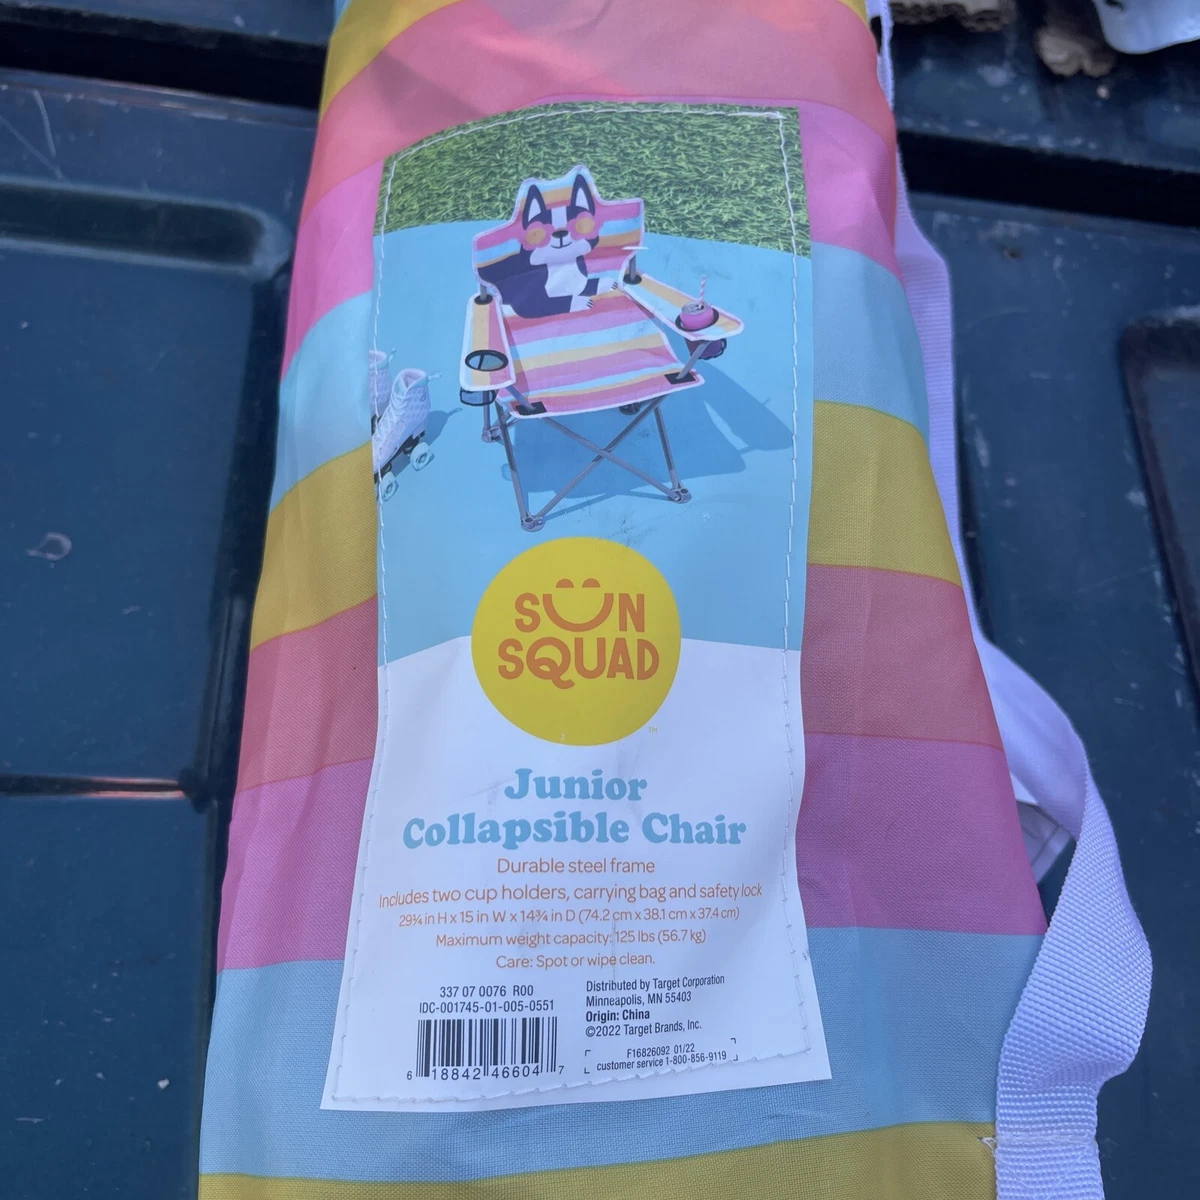 SUN
SQUAD
TM
Junior
Collapsible Chair
Durable steel frame
Includes two cup holders, carrying bag and safety lock
29¼ in H x 15 in W x 14¾ in D (74.2 cm x 38.1 cm x 37.4 cm)
Maximum weight capacity: 125 lbs (56.7 kg)
Care: Spot or wipe clean.
337 07 0076 R00
IDC-001745-01-005-0551
6 18842 46604 7
Distributed by Target Corporation
Minneapolis, MN 55403
Origin: China
©2022 Target Brands, Inc.
F16826092 01/22
customer service 1-800-856-9119